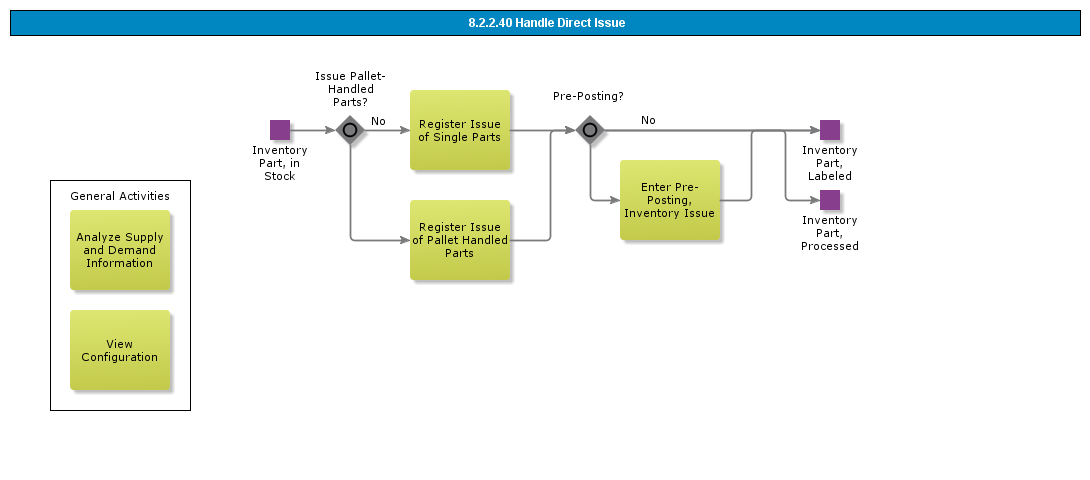 8.2.2.40 Handle Direct Issue
Issue Pallet-
Handled
Parts?
No
Register Issue
of Single Parts
Pre-Posting?
No
Inventory
Part, in
Stock
Inventory
Part,
Labeled
Enter Pre-
Posting,
Inventory Issue
Inventory
Part,
Processed
Register Issue
of Pallet Handled
Parts
General Activities
Analyze Supply
and Demand
Information
View
Configuration